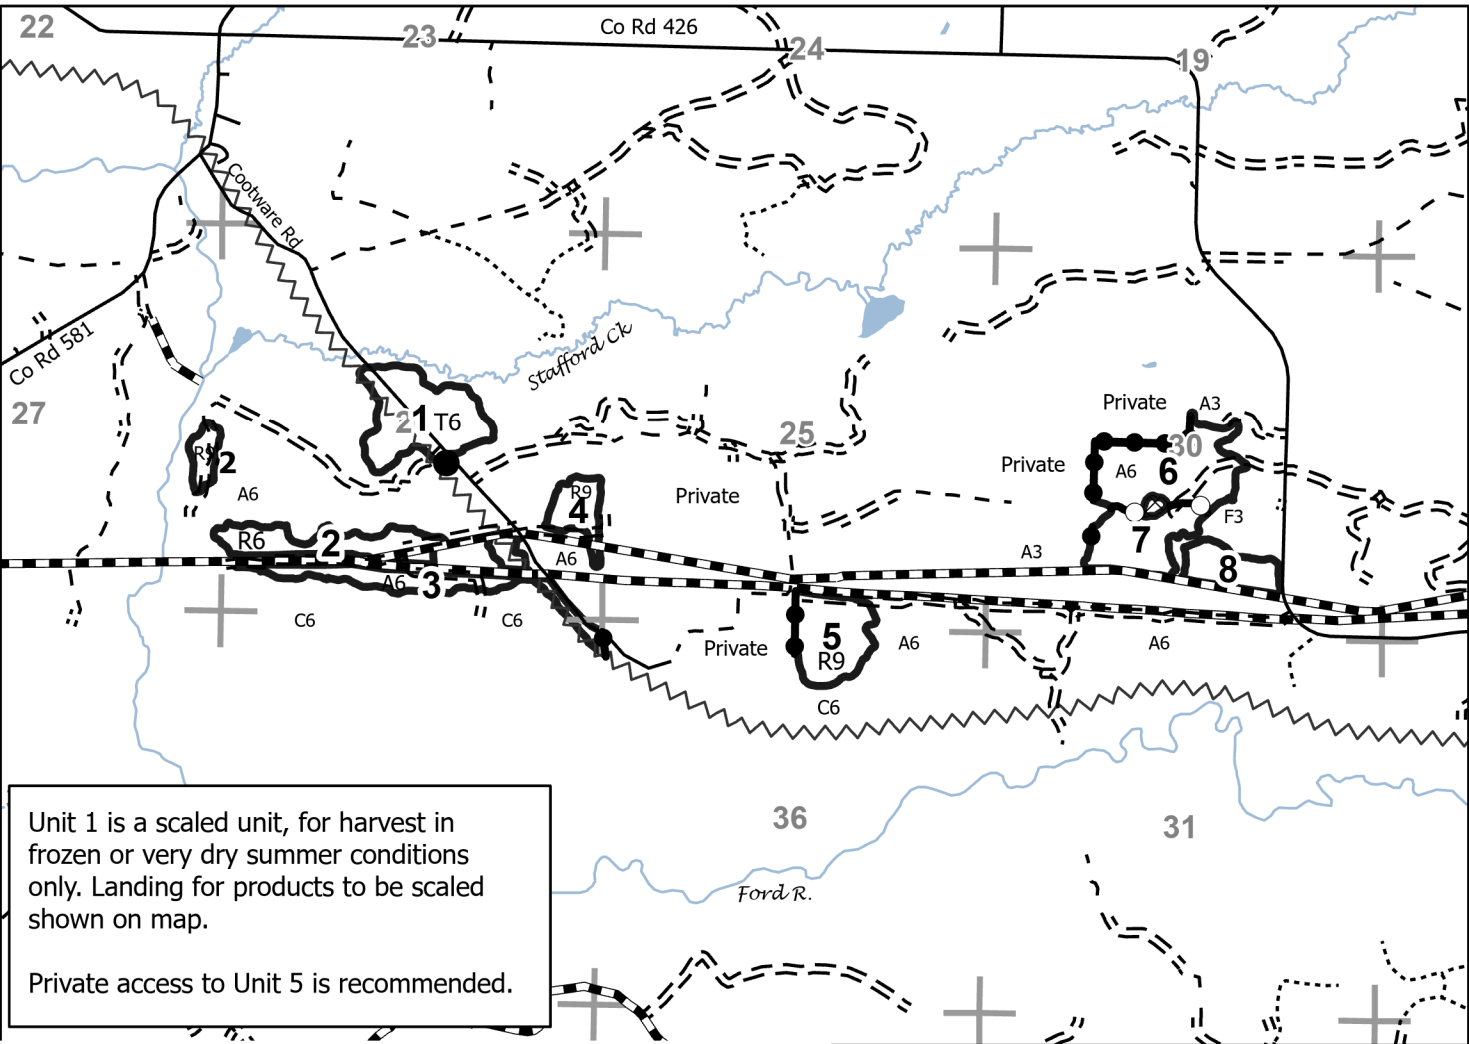 22
23
Co Rd 426
24
19
Cootware Rd
Co Rd 581
Stafford Ck
27
1
T6
25
Private
A3
30
Private
A6
6
R9
2
A6
R9
4
Private
F3
R6
2
7
A3
A6
8
A6
3
C6
C6
5
R9
Private
A6
A6
C6
36
31
Ford R.
Unit 1 is a scaled unit, for harvest in
frozen or very dry summer conditions
only. Landing for products to be scaled
shown on map.
Private access to Unit 5 is recommended.